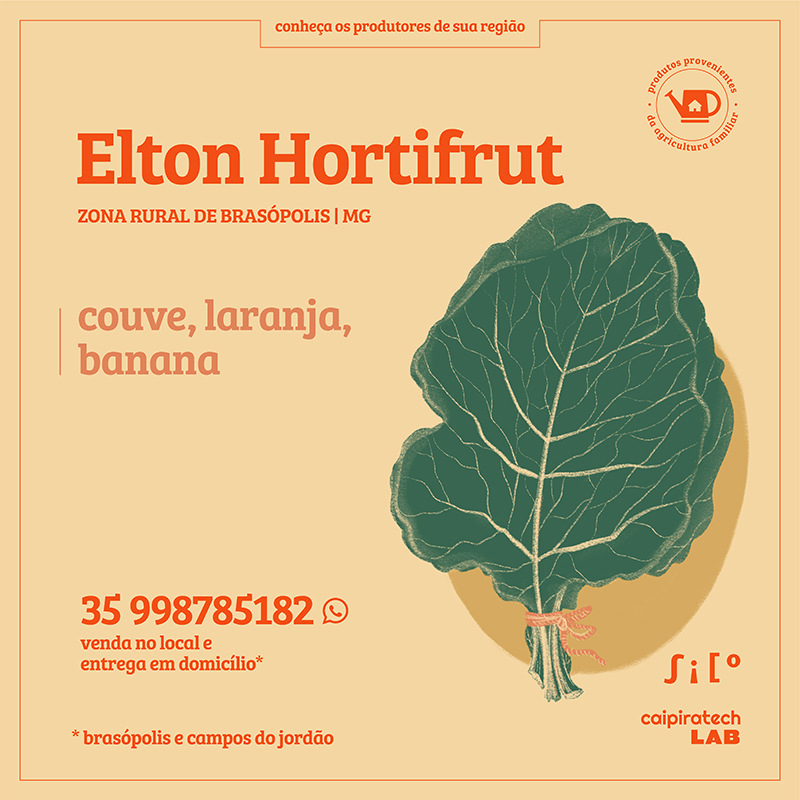 conheça os produtores de sua região
produtos provenientes
da agricultura familiar
Elton Hortifrut
ZONA RURAL DE BRASÓPOLIS | MG
couve, laranja,
banana
35 998785182
venda no local e
entrega em domicílio*
silo
caipiratech
LAB
* brasópolis e campos do jordão